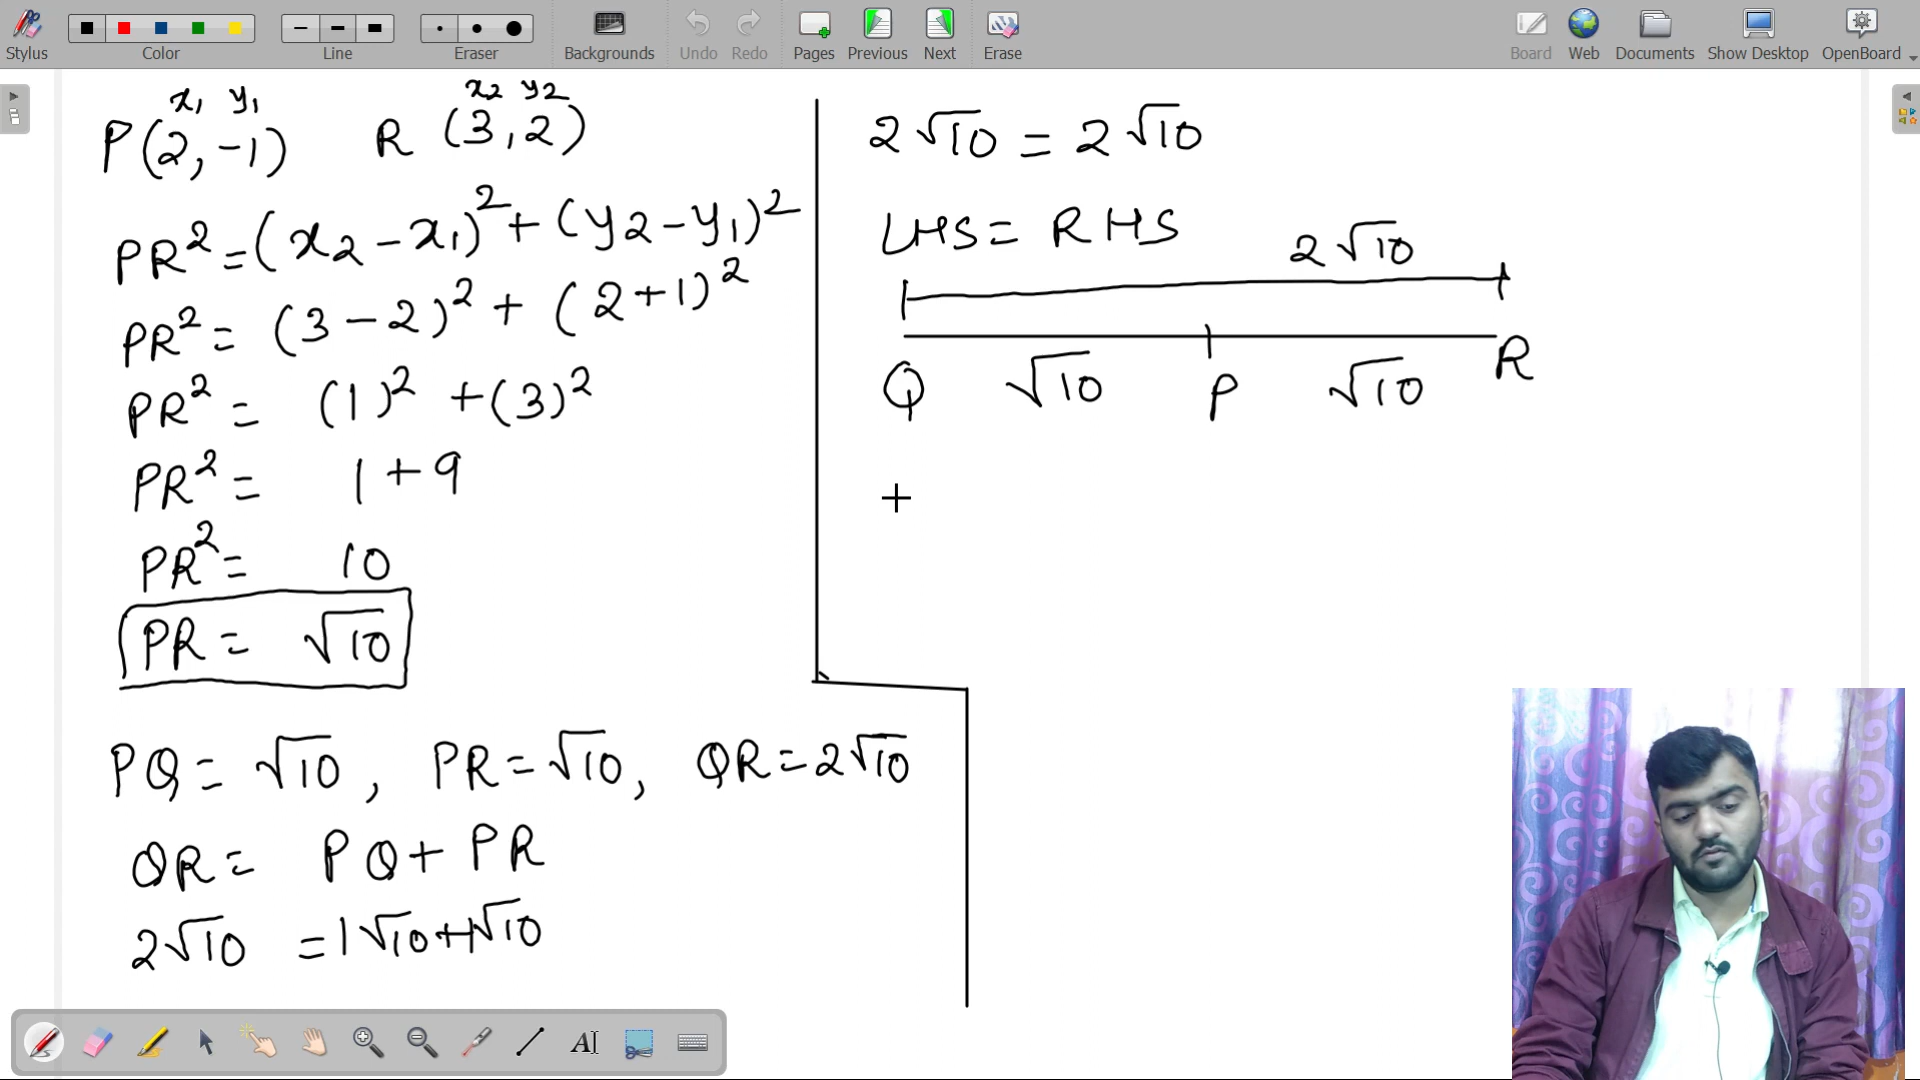 Stylus Color Line Eraser Backgrounds Undo Redo Pages Previous Next Erase Board Web Documents Show Desktop OpenBoard
x₁ y₁ x₂ y₂
P(2,-1) R (3,2)
PR² = (x₂-x₁)² + (y₂-y₁)²
PR² = (3-2)² + (2+1)²
PR² = (1)² + (3)²
PR² = 1+9
PR² = 10
PR = √10
PQ = √10, PR = √10, QR = 2√10
QR = PQ + PR
2√10 = 1√10+1√10
2√10 = 2√10
LHS = RHS
2√10
Q √10 P √10 R
AI